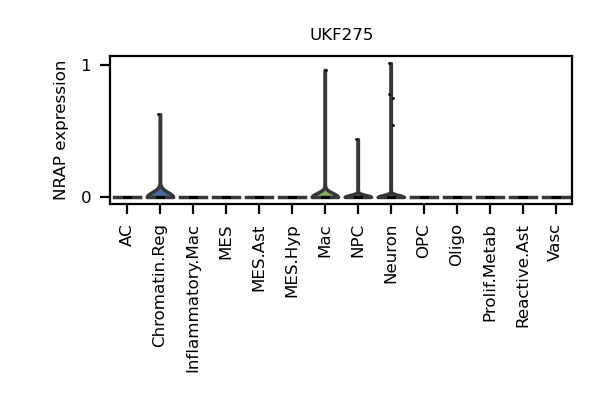 UKF275
NRAP expression
1
0
AC
Chromatin.Reg
Inflammatory.Mac
MES
MES.Ast
MES.Hyp
Mac
NPC
Neuron
OPC
Oligo
Prolif.Metab
Reactive.Ast
Vasc